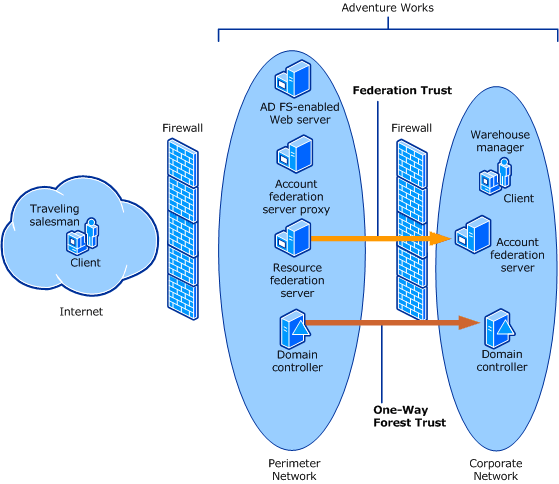 Adventure Works
AD FS-enabled
Web server
Federation Trust
Firewall
Firewall
Warehouse
manager
Client
Account
federation
server proxy
Traveling
salesman
Client
Internet
Resource
federation
server
Account
federation
server
Domain
controller
Domain
controller
One-Way
Forest Trust
Perimeter
Network
Corporate
Network